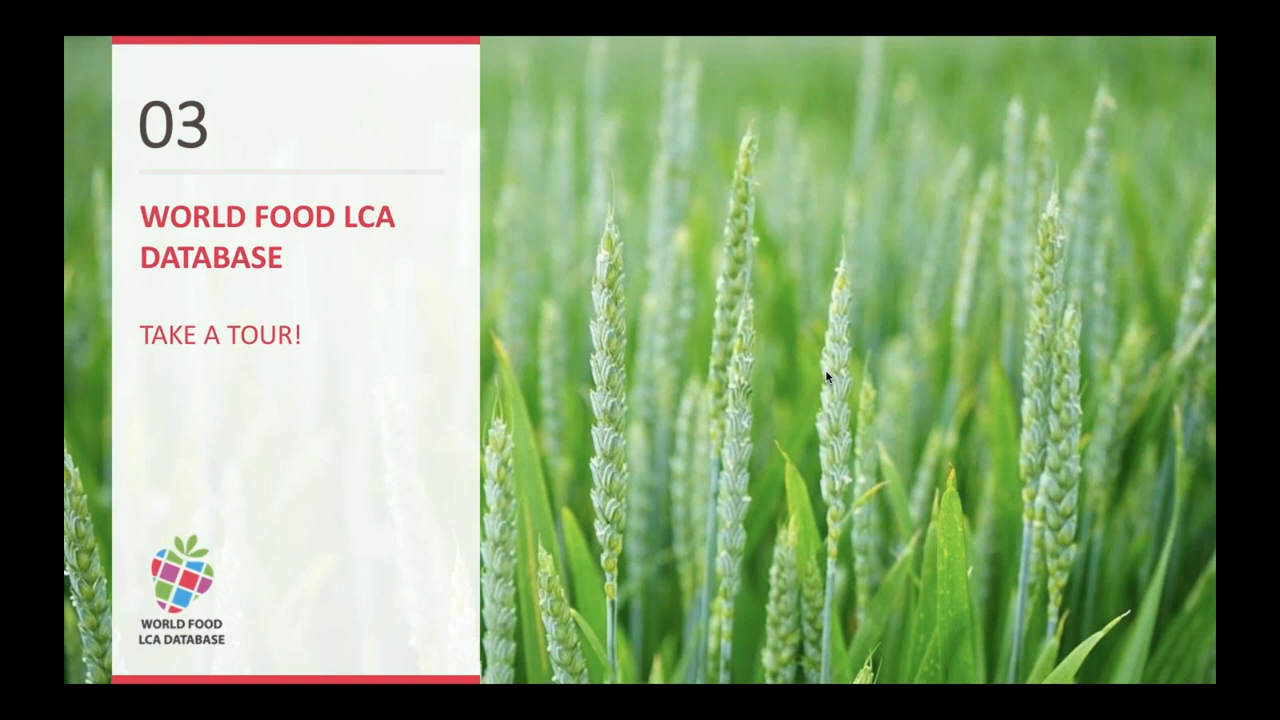 03
WORLD FOOD LCA
DATABASE
TAKE A TOUR!
WORLD FOOD
LCA DATABASE